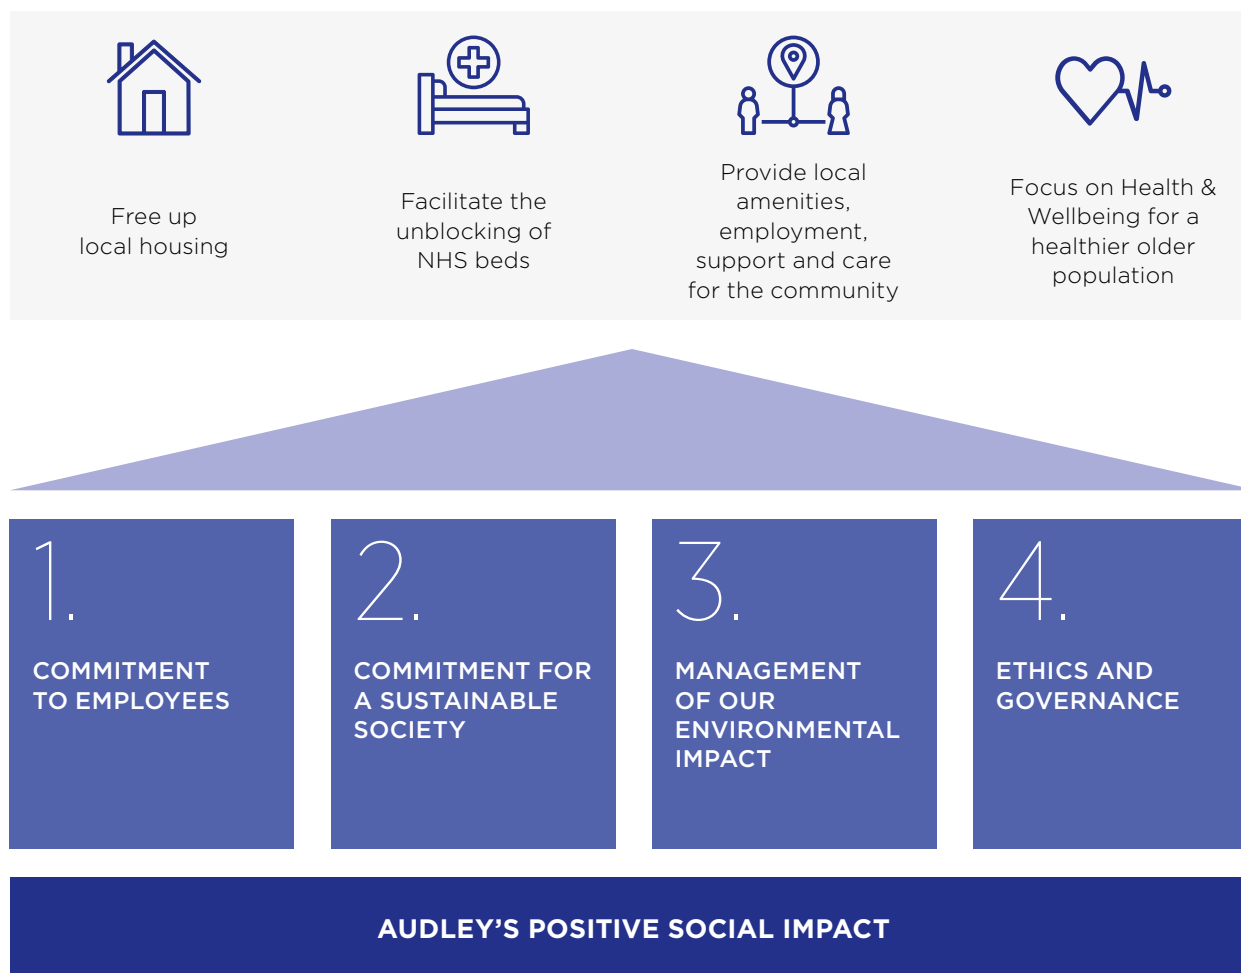 Free up
local housing
Facilitate the
unblocking of
NHS beds
Provide local
amenities,
employment,
support and care
for the community
Focus on Health &
Wellbeing for a
healthier older
population
1.
COMMITMENT
TO EMPLOYEES
2.
COMMITMENT FOR
A SUSTAINABLE
SOCIETY
3.
MANAGEMENT
OF OUR
ENVIRONMENTAL
IMPACT
4.
ETHICS AND
GOVERNANCE
AUDLEY’S POSITIVE SOCIAL IMPACT